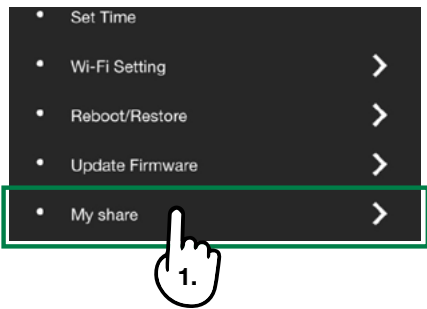 Set Time
Wi-Fi Setting
Reboot/Restore
Update Firmware
My share
1.